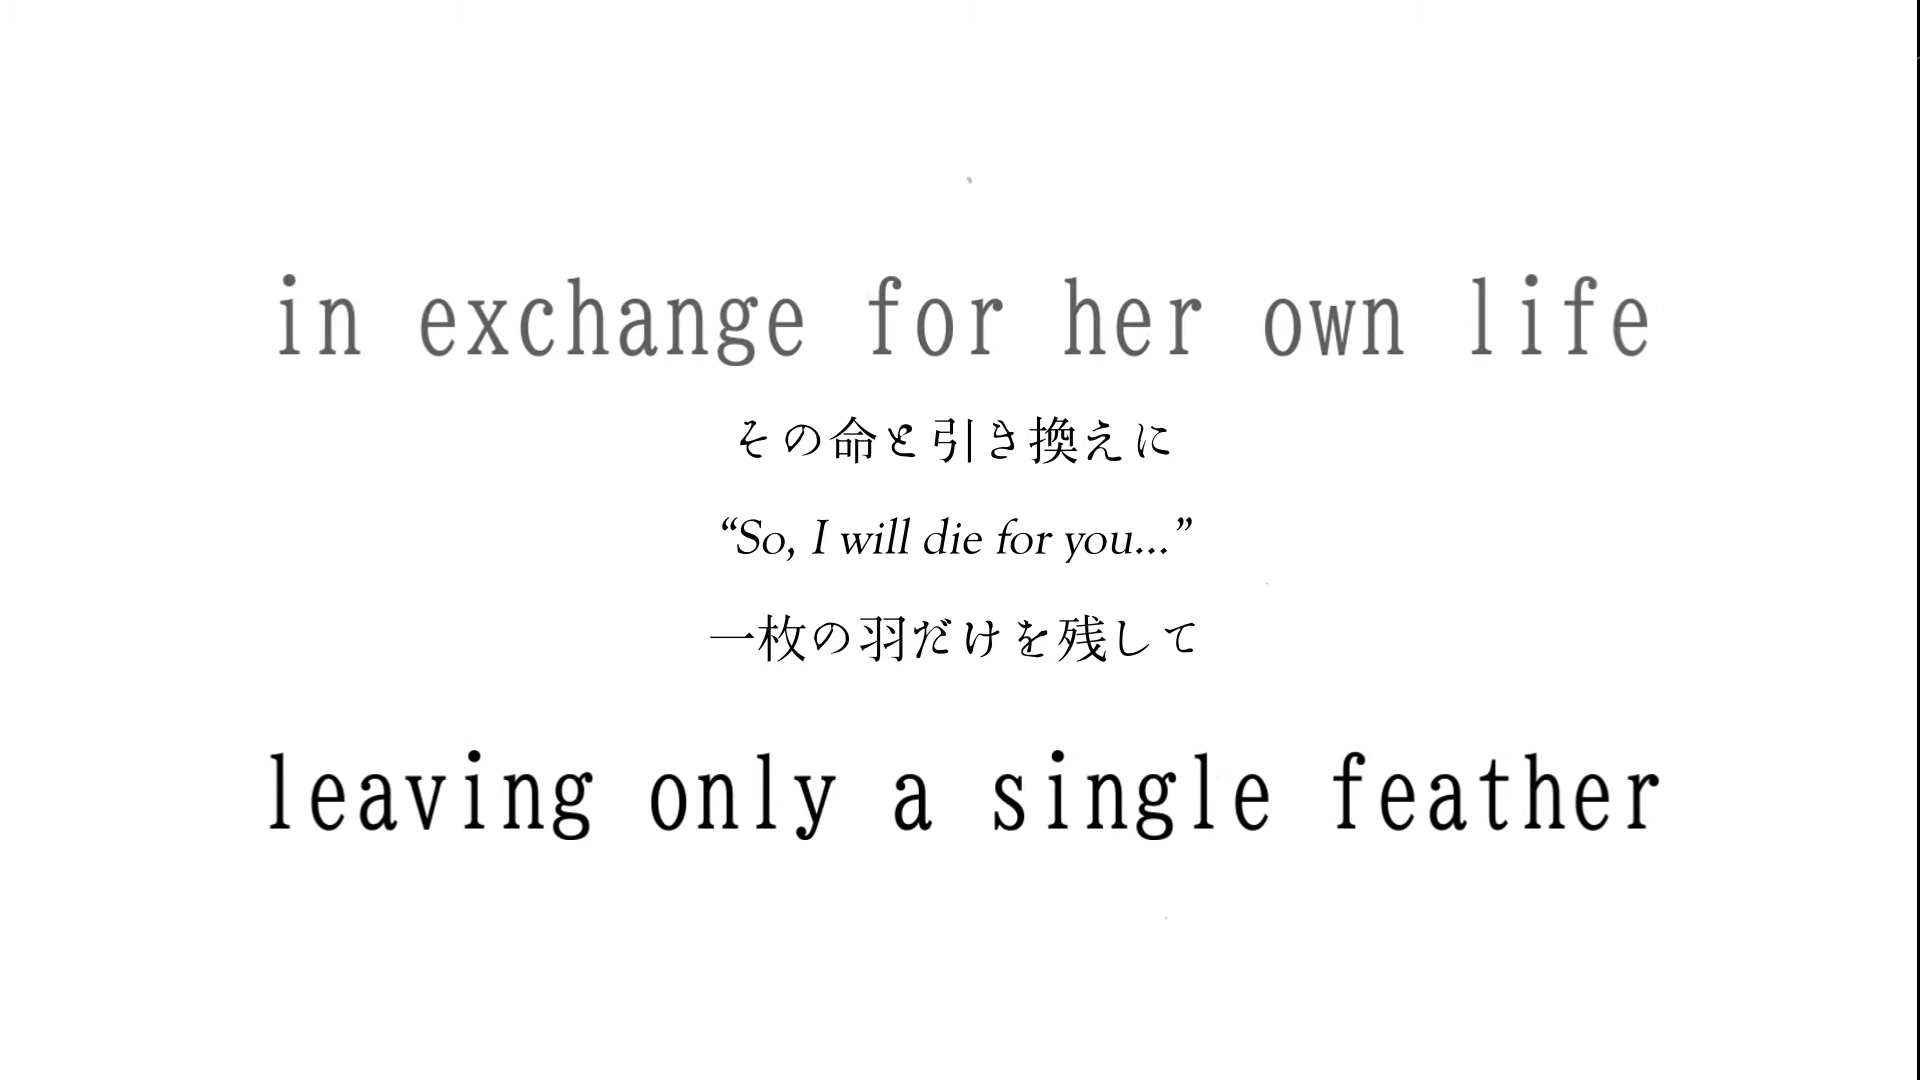 in exchange for her own life
その命と引き換えに
“So, I will die for you...”
一枚の羽だけを残して
leaving only a single feather